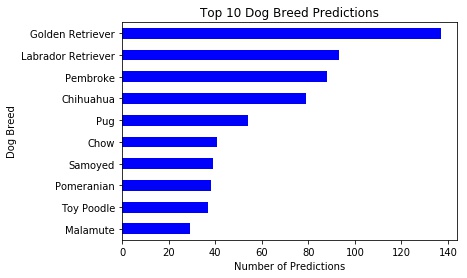 Top 10 Dog Breed Predictions
Dog Breed
Golden Retriever
Labrador Retriever
Pembroke
Chihuahua
Pug
Chow
Samoyed
Pomeranian
Toy Poodle
Malamute
0 20 40 60 80 100 120 140
Number of Predictions